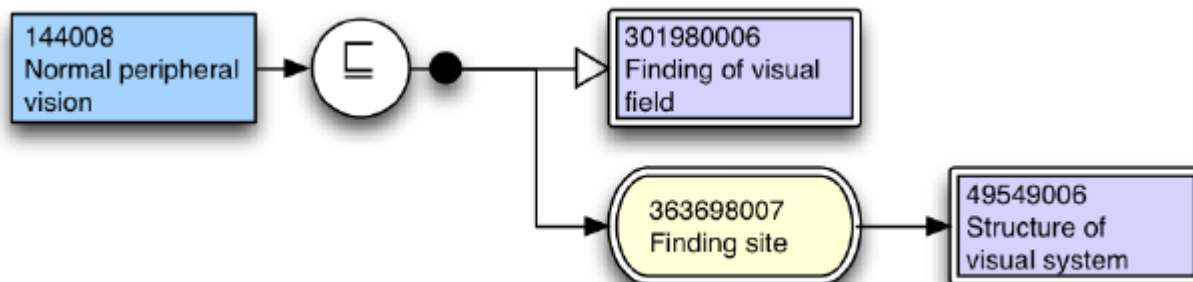 144008
Normal peripheral
vision
⊑
301980006
Finding of visual
field
363698007
Finding site
49549006
Structure of
visual system